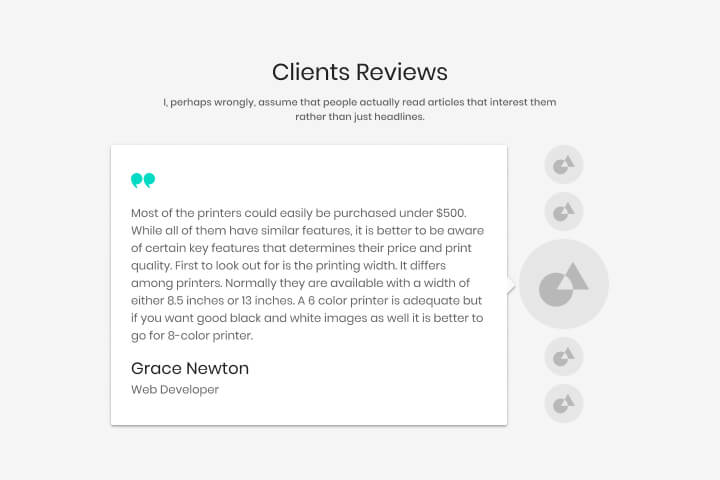 Clients Reviews
I, perhaps wrongly, assume that people actually read articles that interest them
rather than just headlines.
Most of the printers could easily be purchased under $500.
While all of them have similar features, it is better to be aware
of certain key features that determines their price and print
quality. First to look out for is the printing width. It differs
among printers. Normally they are available with a width of
either 8.5 inches or 13 inches. A 6 color printer is adequate but
if you want good black and white images as well it is better to
go for 8-color printer.
Grace Newton
Web Developer